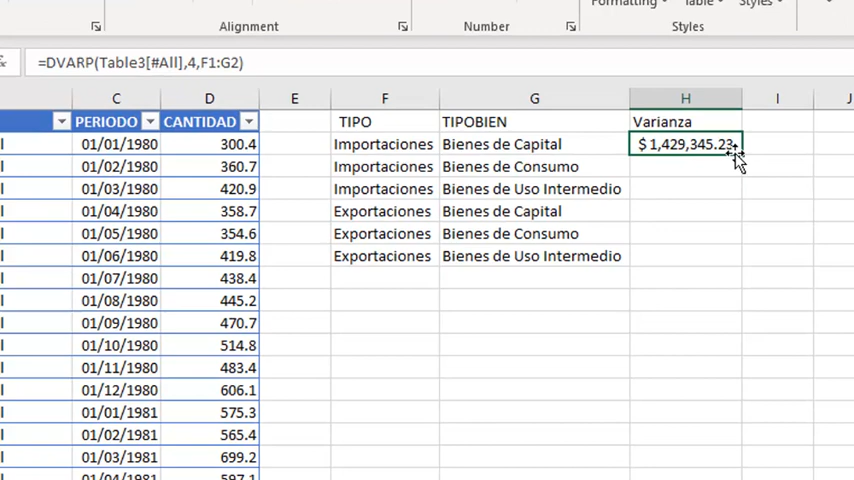 Formatting Table Styles
Alignment Number Styles
=DVARP(Table3[#All],4,F1:G2)
C D E F G H I J
PERIODO CANTIDAD TIPO TIPOBIEN Varianza
l 01/01/1980 300.4 Importaciones Bienes de Capital $ 1,429,345.23
l 01/02/1980 360.7 Importaciones Bienes de Consumo
l 01/03/1980 420.9 Importaciones Bienes de Uso Intermedio
l 01/04/1980 358.7 Exportaciones Bienes de Capital
l 01/05/1980 354.6 Exportaciones Bienes de Consumo
l 01/06/1980 419.8 Exportaciones Bienes de Uso Intermedio
l 01/07/1980 438.4
l 01/08/1980 445.2
l 01/09/1980 470.7
l 01/10/1980 514.8
l 01/11/1980 483.4
l 01/12/1980 606.1
l 01/01/1981 575.3
l 01/02/1981 565.4
l 01/03/1981 699.2
l 01/04/1981 597.1